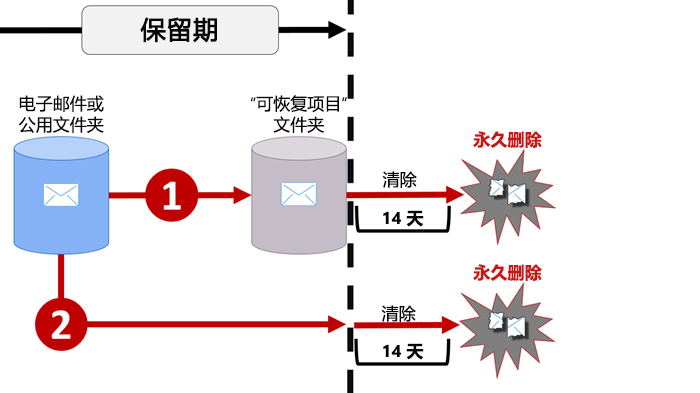 保留期
电子邮件或
公用文件夹
“可恢复项目”
文件夹
永久删除
清除
1
14 天
永久删除
清除
2
14 天